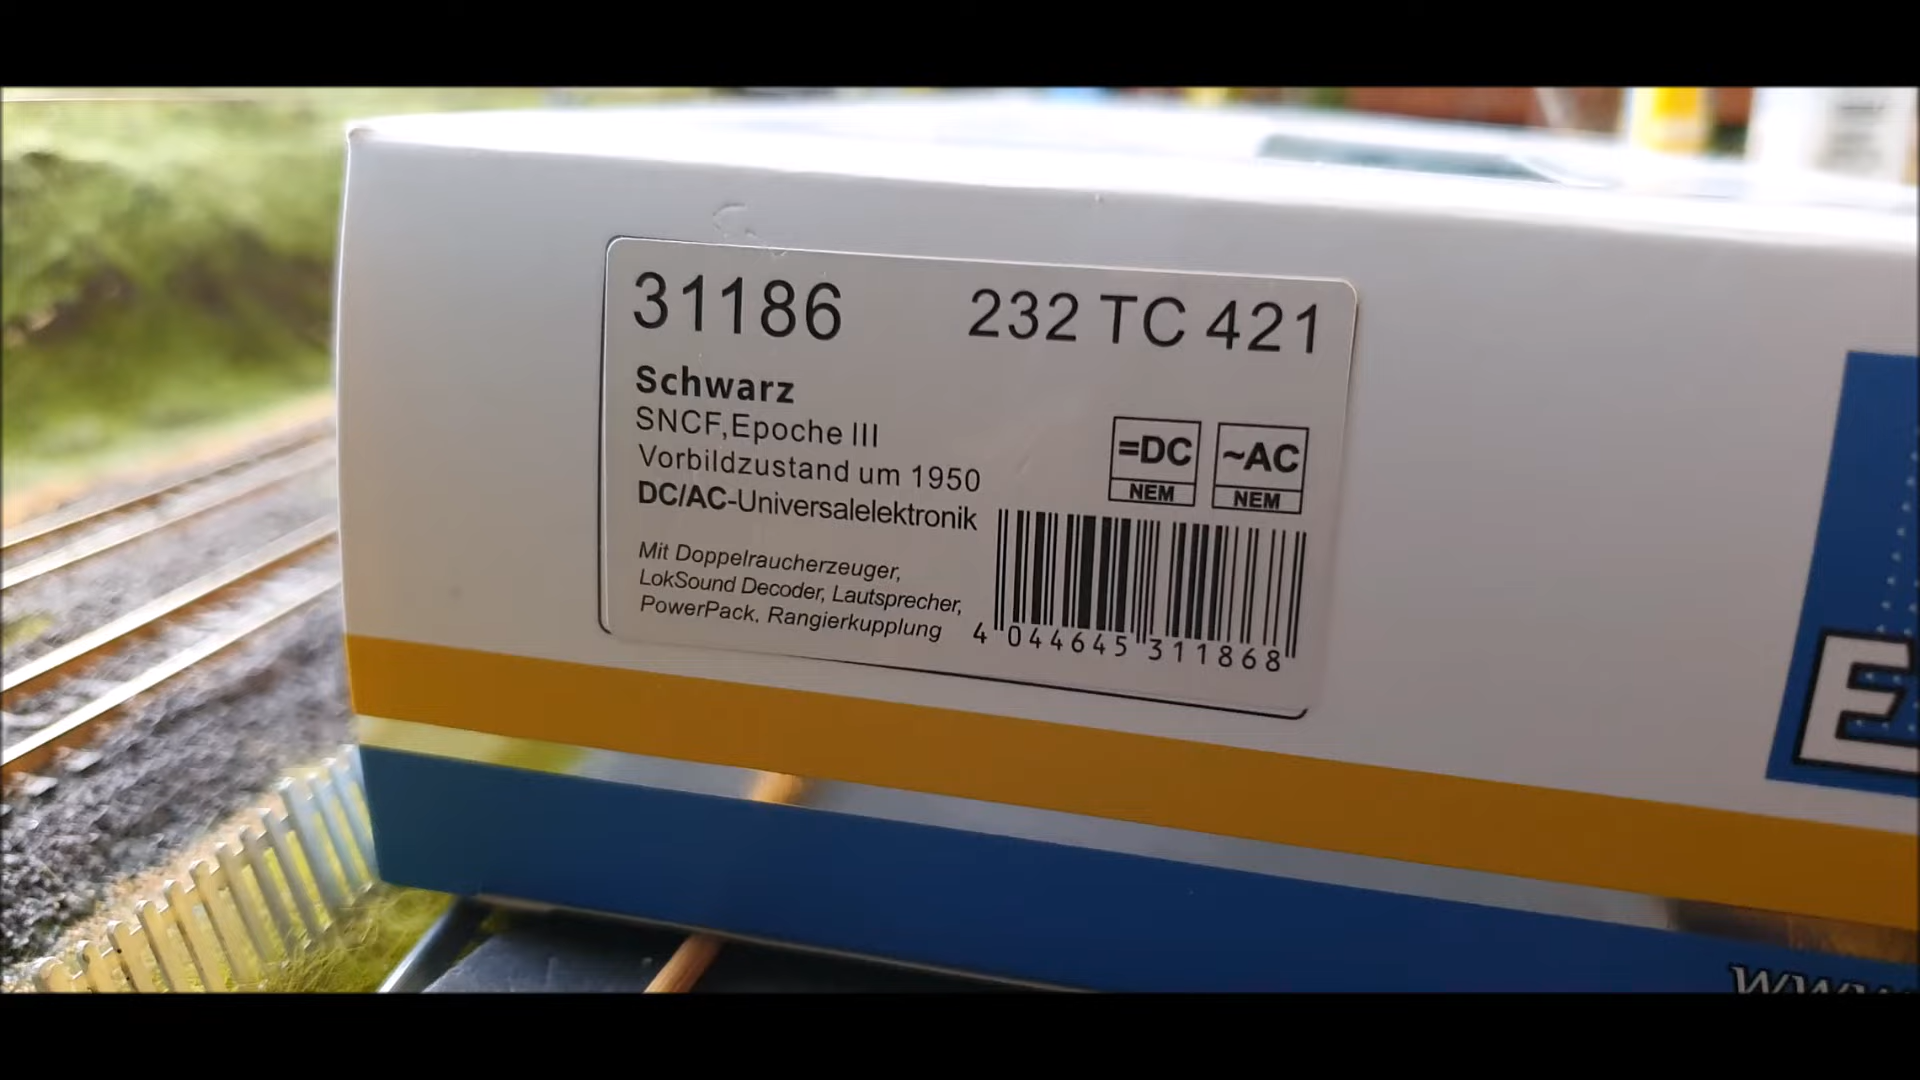 31186 232 TC 421
Schwarz
SNCF,Epoche III
Vorbildzustand um 1950
DC/AC-Universalelektronik
=DC ~AC
NEM NEM
Mit Doppelraucherzeuger,
LokSound Decoder, Lautsprecher,
PowerPack, Rangierkupplung
4 044645 311868
E
www